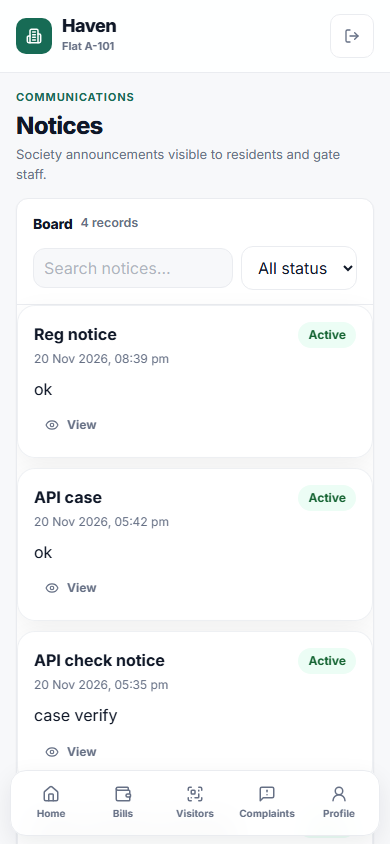 Haven
Flat A-101
COMMUNICATIONS
Notices
Society announcements visible to residents and gate
staff.
Board 4 records
Search notices... All status
Reg notice Active
20 Nov 2026, 08:39 pm
ok
View
API case Active
20 Nov 2026, 05:42 pm
ok
View
API check notice Active
20 Nov 2026, 05:35 pm
case verify
View
Home Bills Visitors Complaints Profile